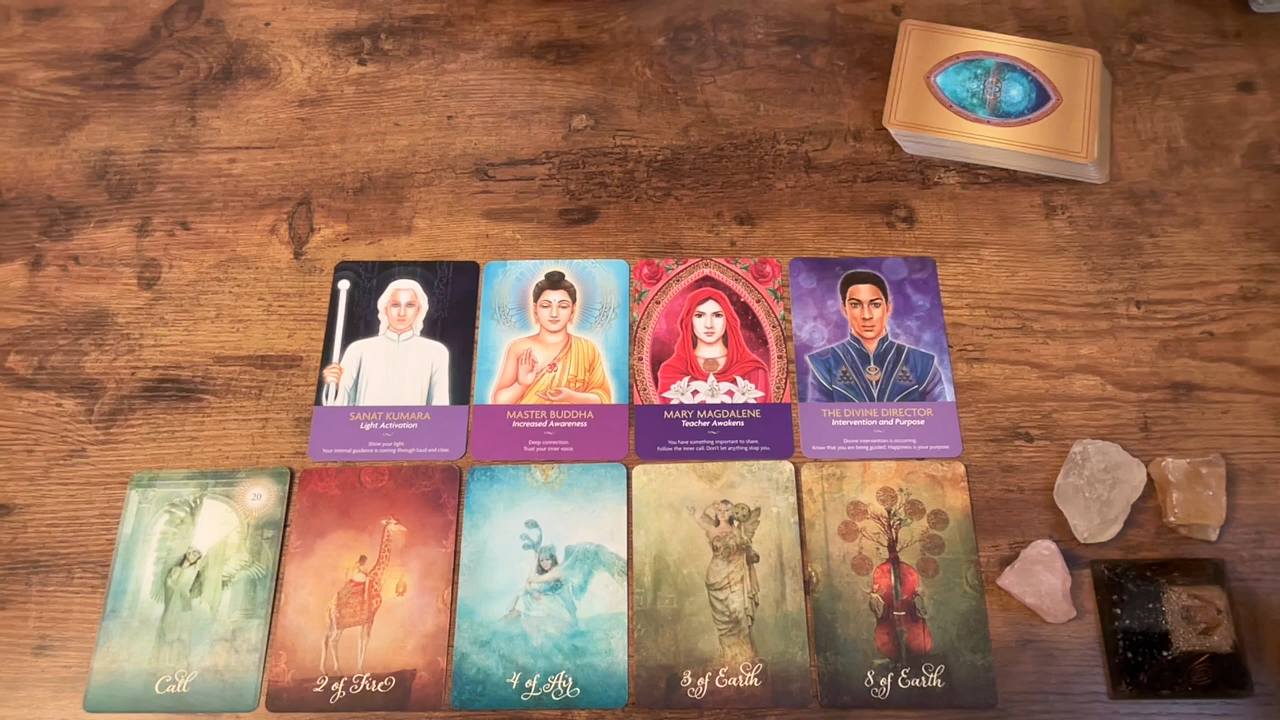 SANAT KUMARA
Light Activation
Show your light.
Your internal guidance is coming through loud and clear.
MASTER BUDDHA
Increased Awareness
Deep connection.
Trust your inner voice.
MARY MAGDALENE
Teacher Awakens
You have something important to share.
Follow the inner call. Don't let anything stop you.
THE DIVINE DIRECTOR
Intervention and Purpose
Divine intervention is occurring.
Know that you are being guided. Happiness is your purpose.
20
Call
2 of Fire
4 of Air
3 of Earth
8 of Earth